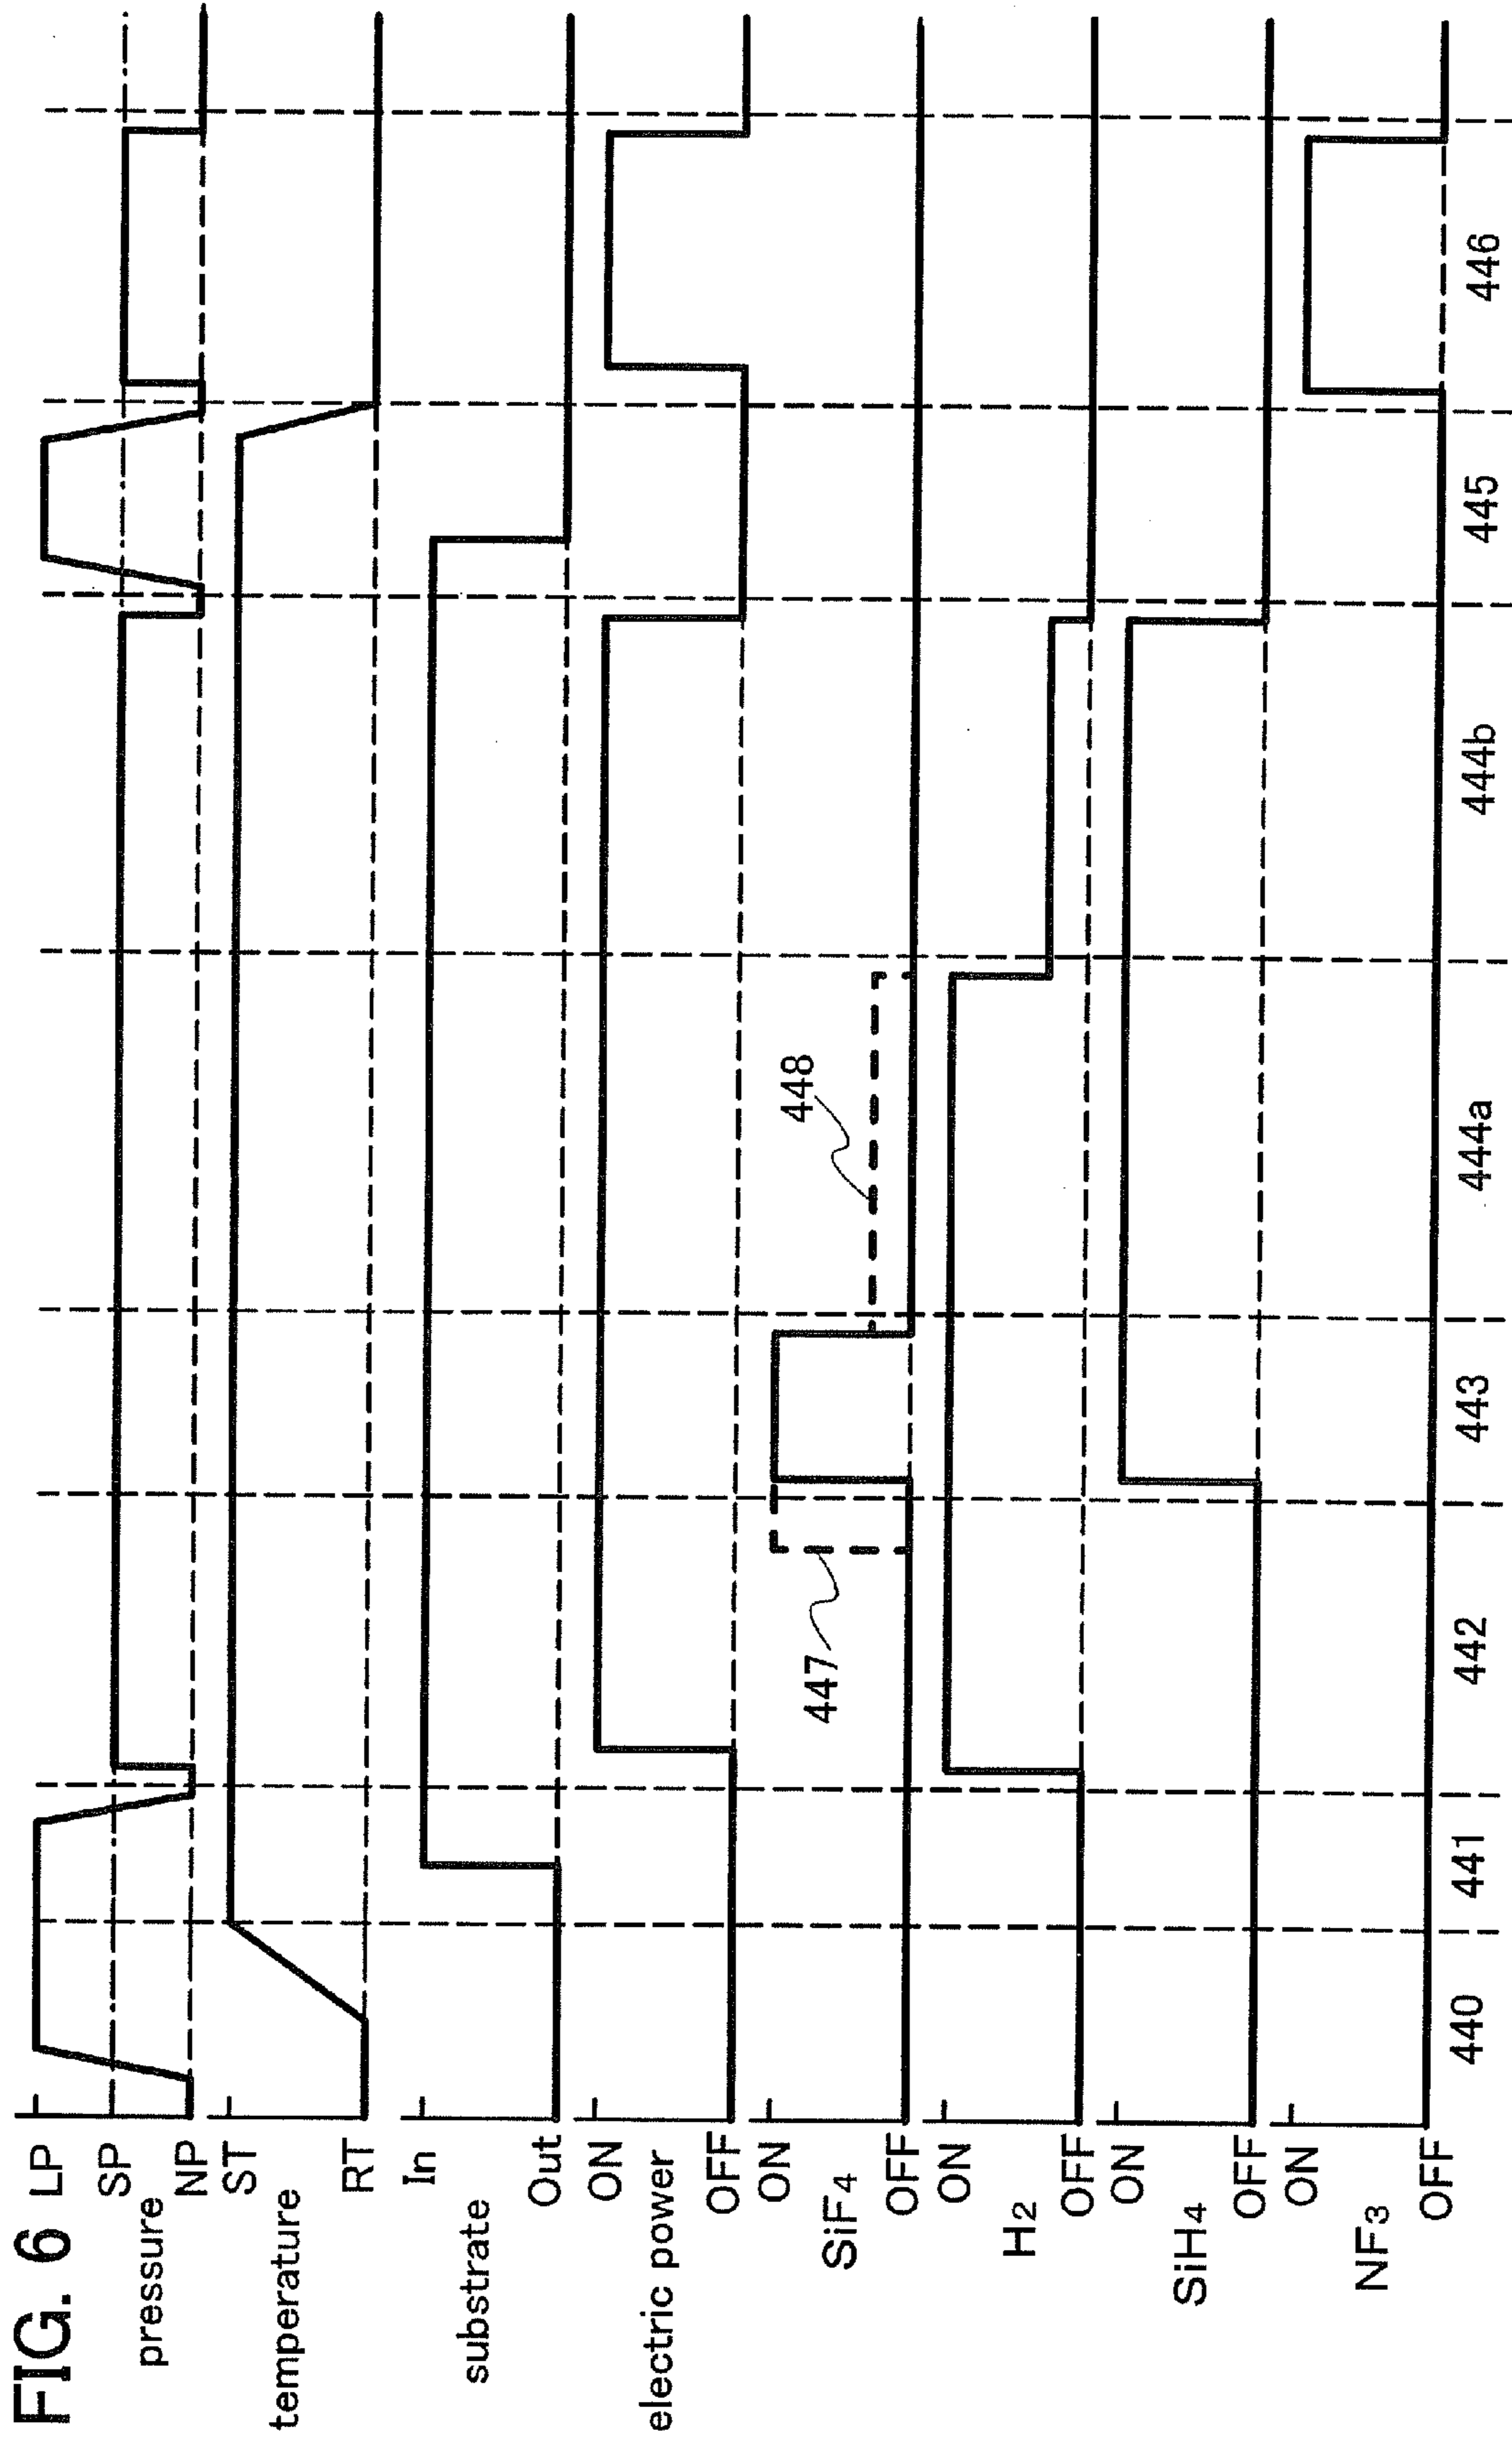 FIG. 6
LP
SP
NP
pressure
ST
RT
temperature
In
Out
substrate
ON
OFF
electric power
ON
OFF
SiF4
447
448
ON
OFF
H2
ON
OFF
SiH4
ON
OFF
NF3
440 441 442 443 444a 444b 445 446